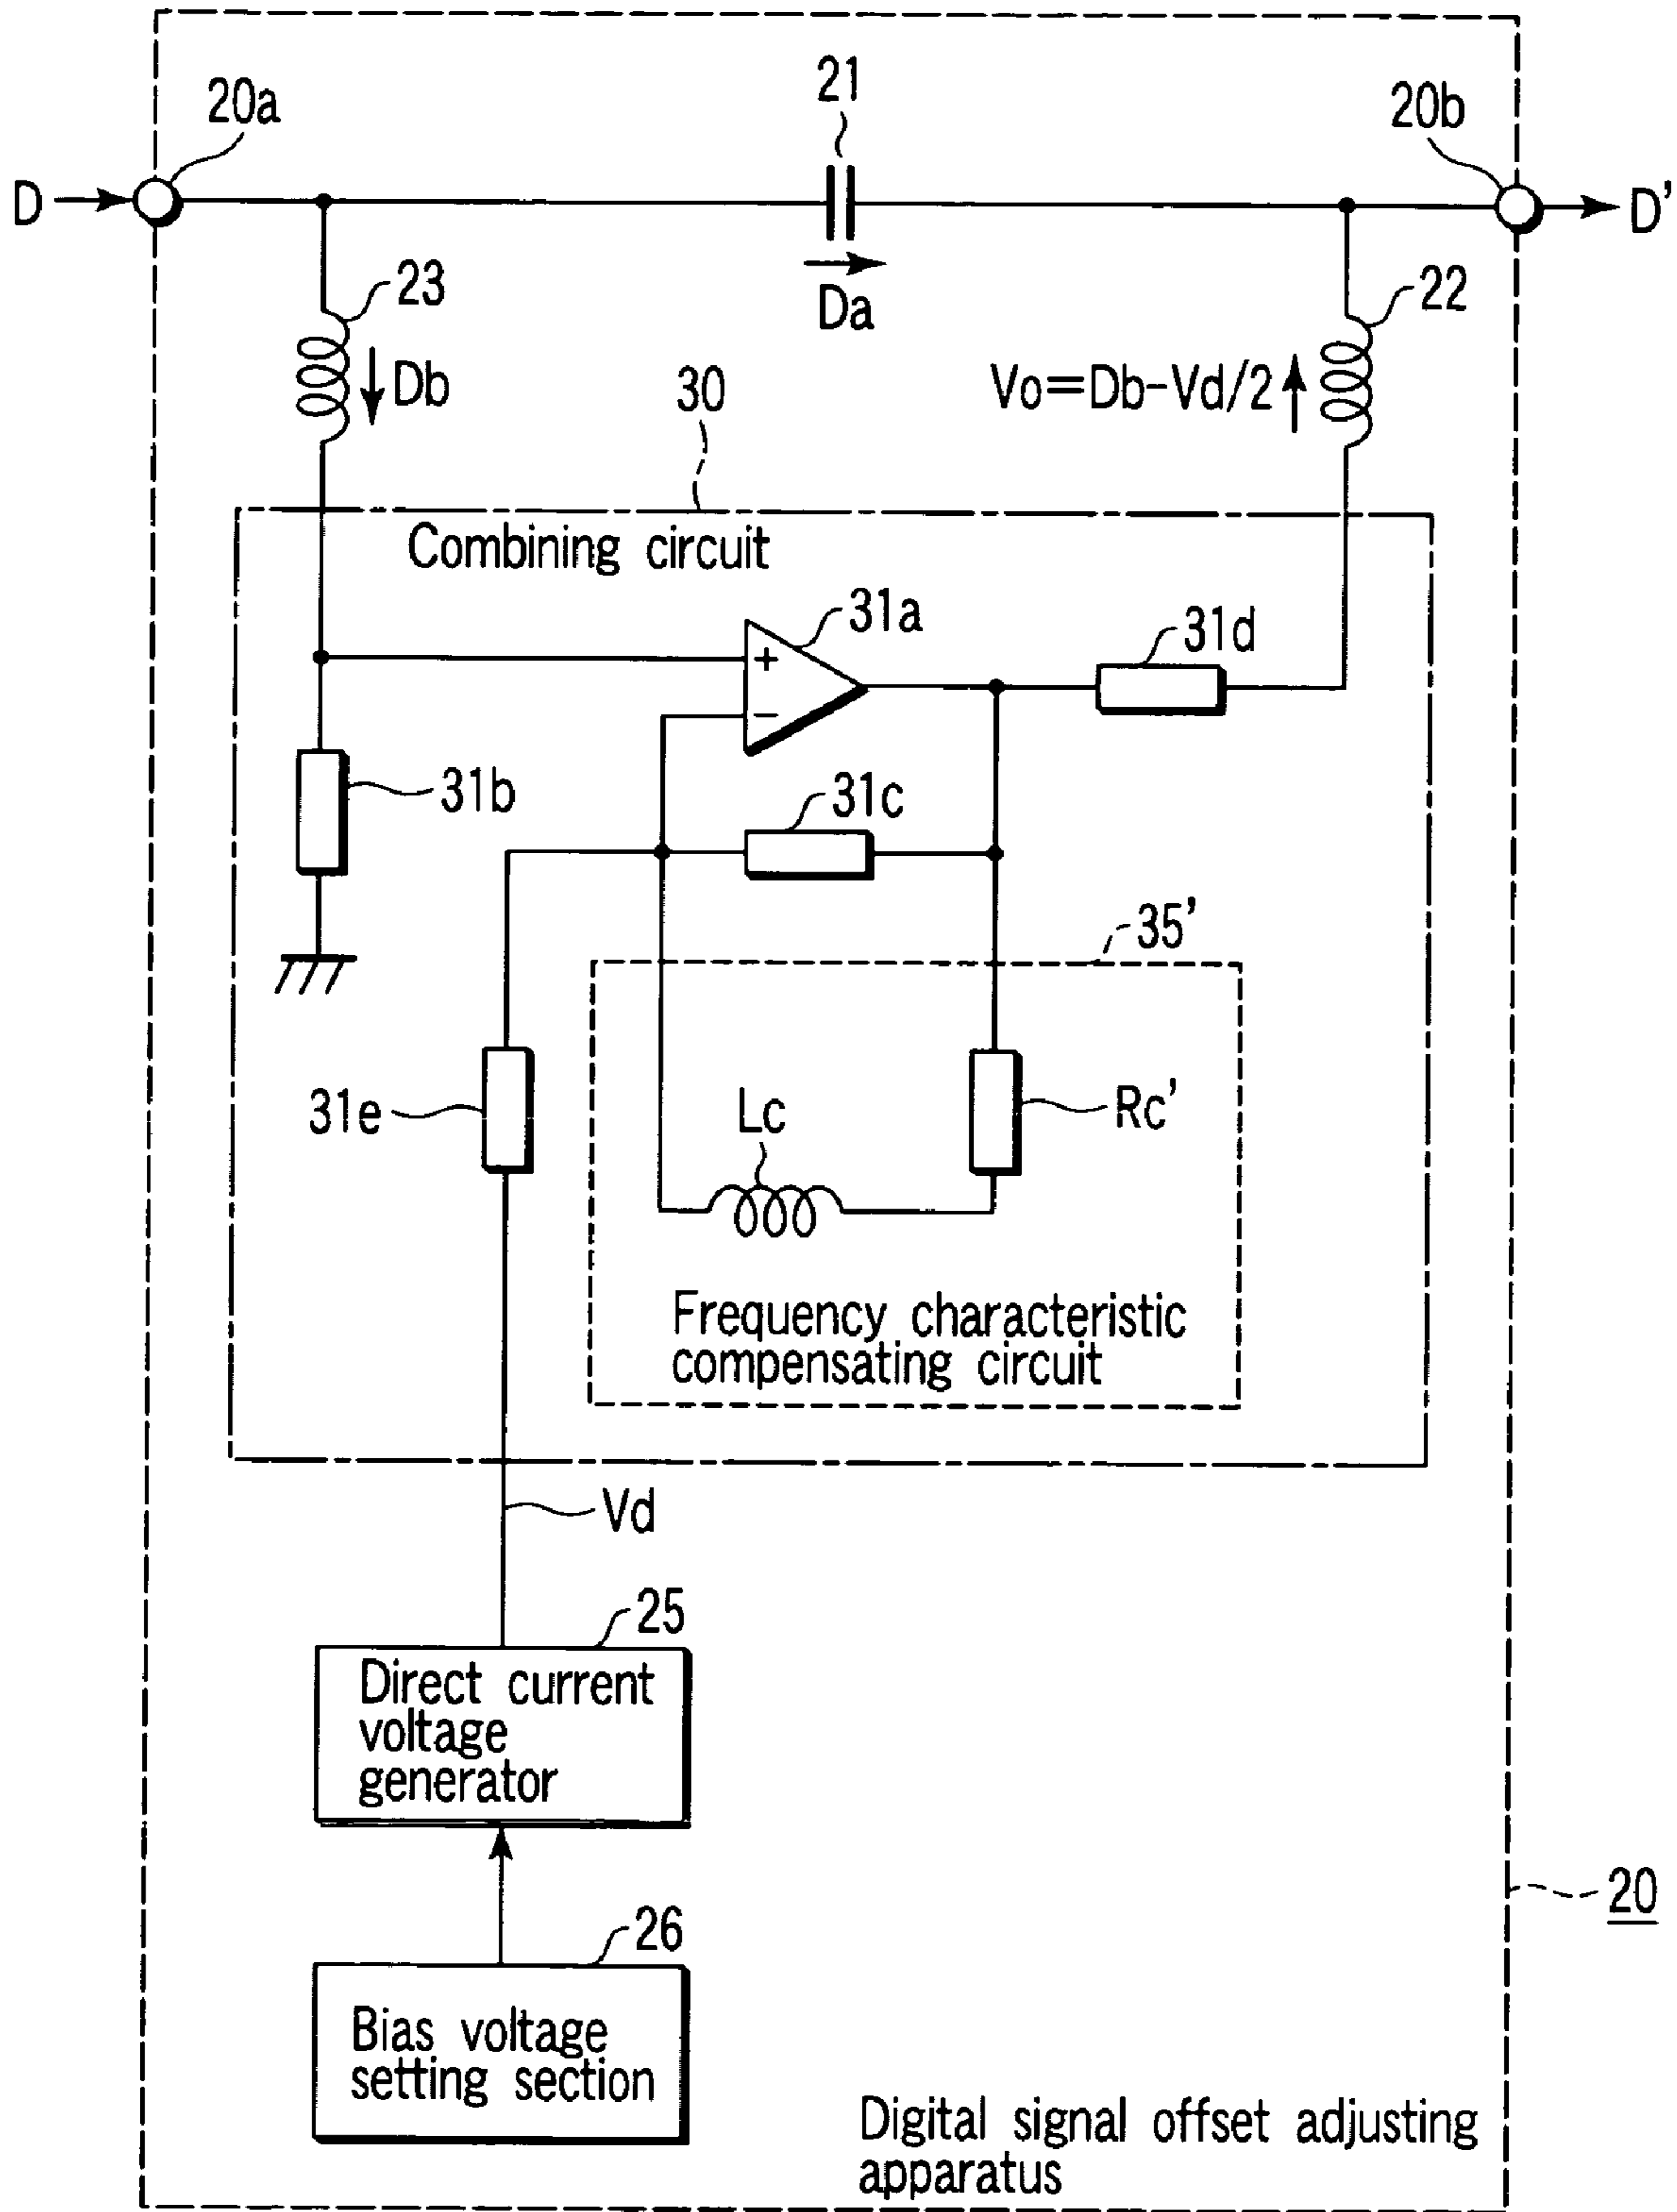 21
20a
20b
D
D'
Da
23
22
Db
30
Vo=Db-Vd/2
Combining circuit
31a
31d
+
−
31b
31c
35'
31e
Lc
Rc'
Frequency characteristic
compensating circuit
Vd
25
Direct current
voltage
generator
20
26
Bias voltage
setting section
Digital signal offset adjusting
apparatus